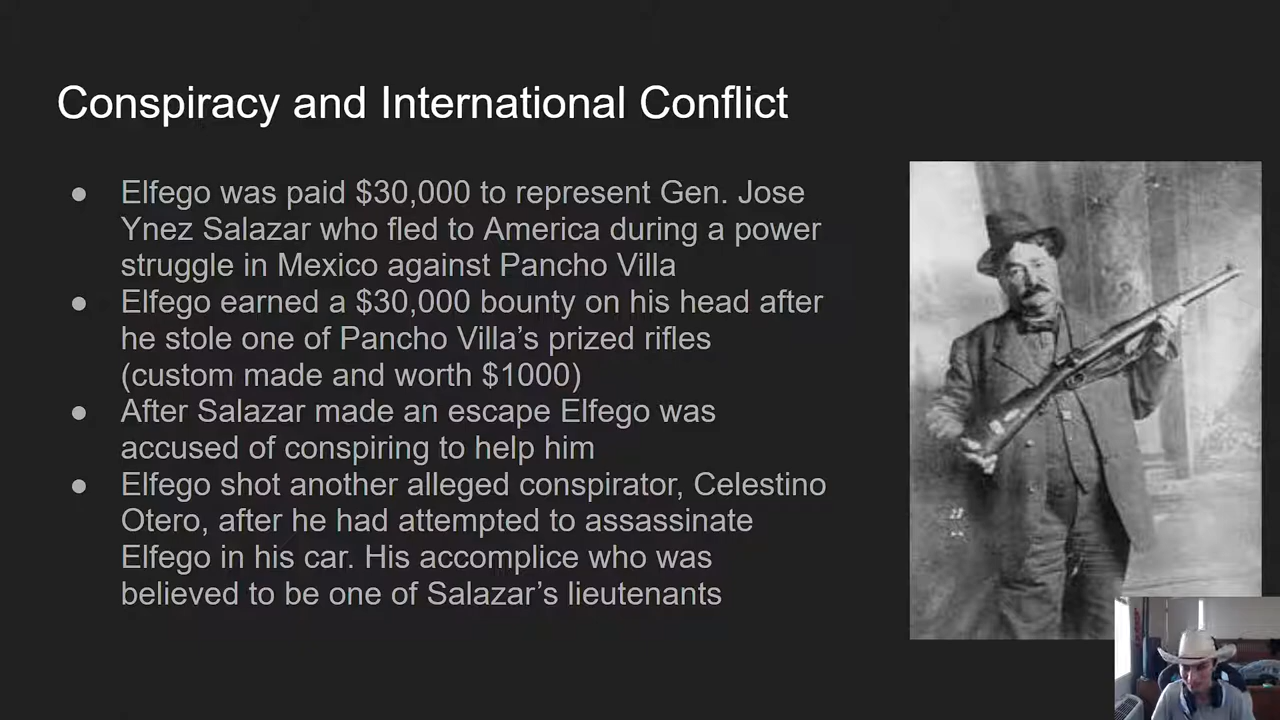 Conspiracy and International Conflict
● Elfego was paid $30,000 to represent Gen. Jose
Ynez Salazar who fled to America during a power
struggle in Mexico against Pancho Villa
● Elfego earned a $30,000 bounty on his head after
he stole one of Pancho Villa’s prized rifles
(custom made and worth $1000)
● After Salazar made an escape Elfego was
accused of conspiring to help him
● Elfego shot another alleged conspirator, Celestino
Otero, after he had attempted to assassinate
Elfego in his car. His accomplice who was
believed to be one of Salazar’s lieutenants